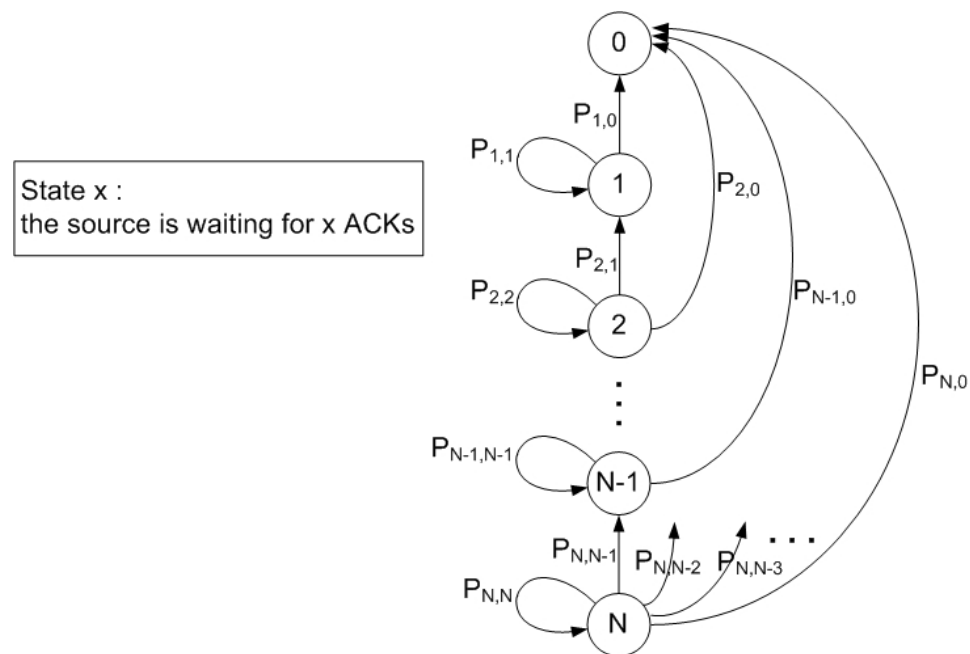 0
P1,0
P1,1
1
State x :
the source is waiting for x ACKs
P2,0
P2,1
P2,2
PN-1,0
2
PN,0
PN-1,N-1
N-1
PN,N-1
PN,N-2
PN,N-3
PN,N
N